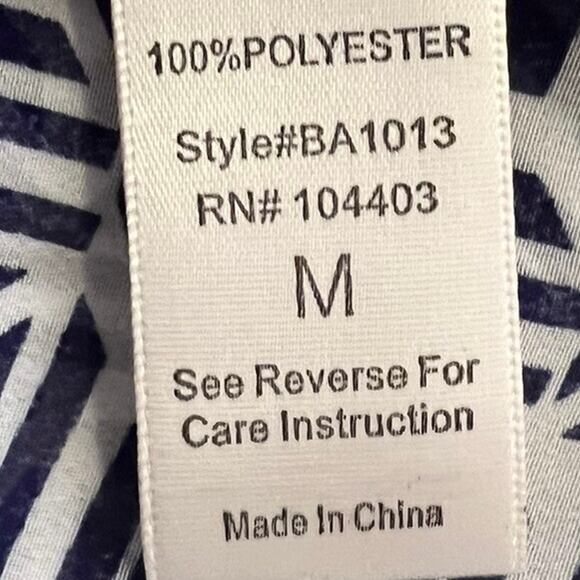 100%POLYESTER
Style#BA1013
RN# 104403
M
See Reverse For
Care Instruction
Made In China